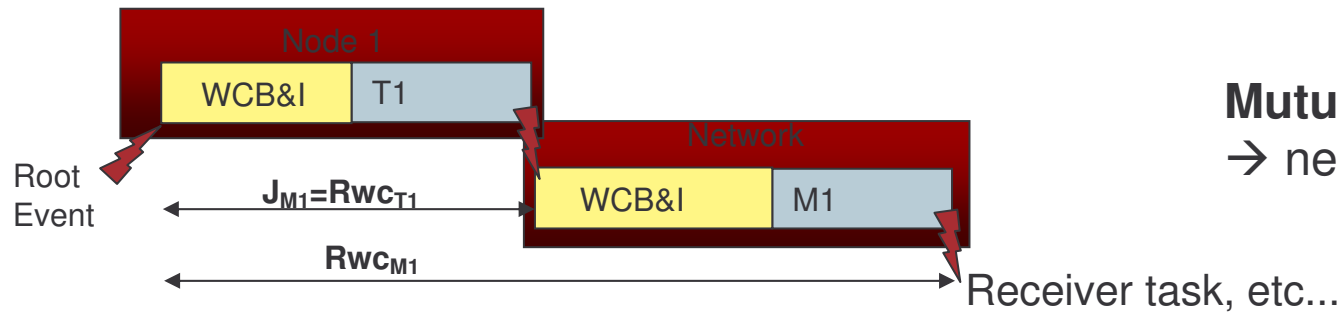 Node 1
WCB&I T1
Mutu
→ ne
Network
Root
Event
J_M1=Rwc_T1
WCB&I M1
Rwc_M1
Receiver task, etc...